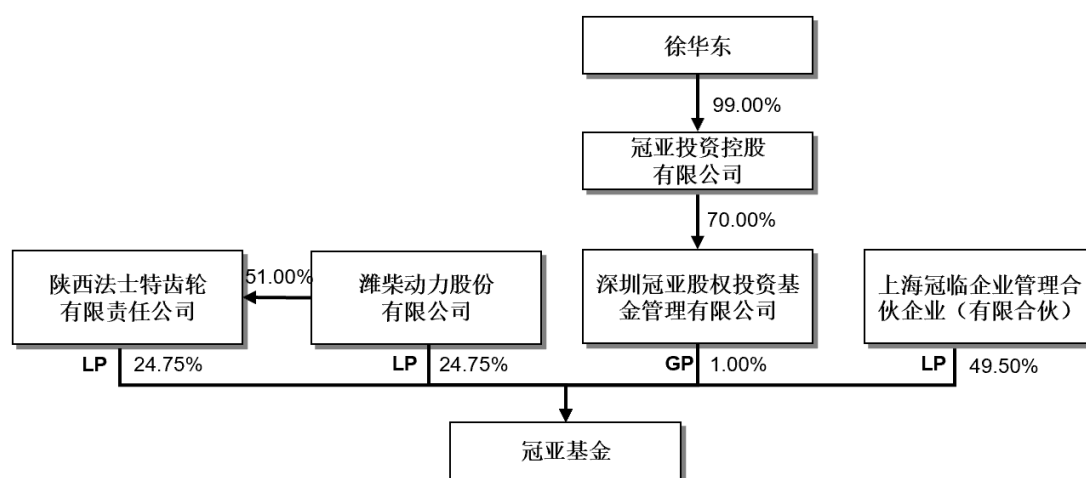 徐华东
99.00%
冠亚投资控股
有限公司
70.00%
陕西法士特齿轮
有限责任公司
51.00%
潍柴动力股份
有限公司
深圳冠亚股权投资基
金管理有限公司
上海冠临企业管理合
伙企业（有限合伙）
LP 24.75%
LP 24.75%
GP 1.00%
LP 49.50%
冠亚基金